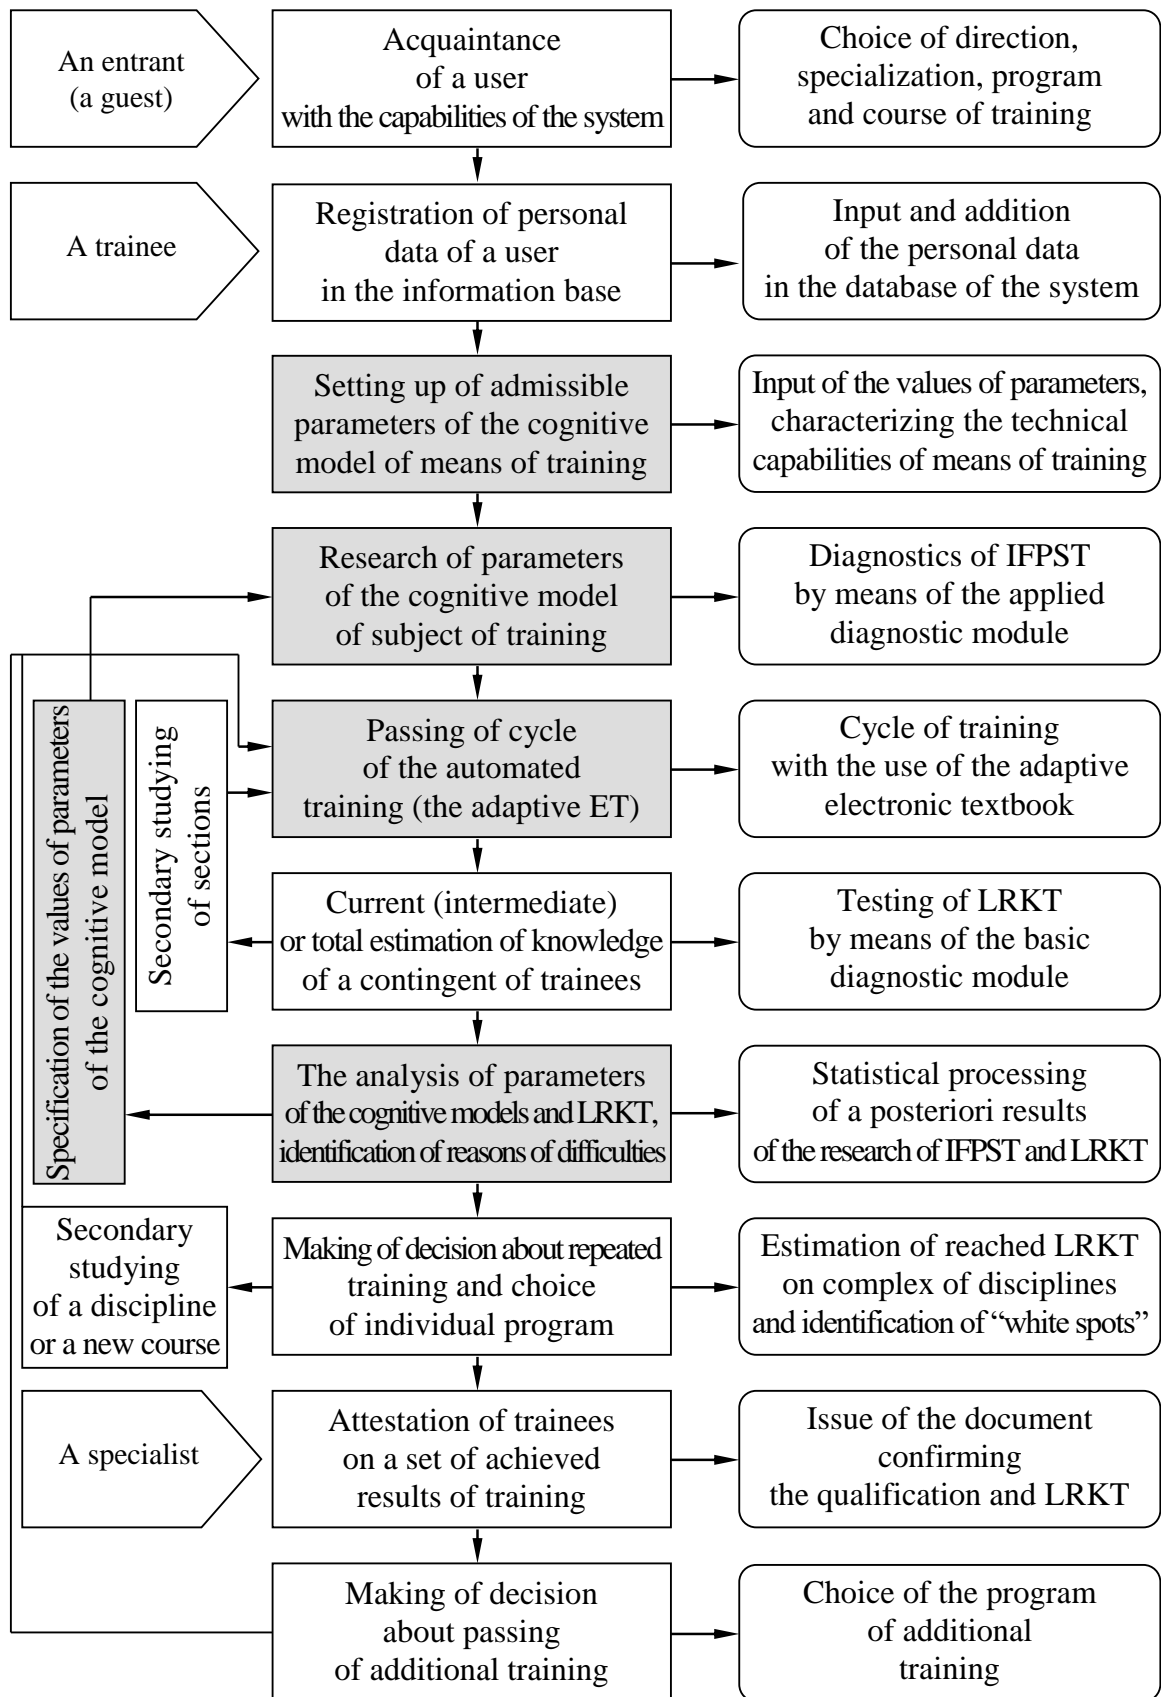 An entrant
(a guest)
Acquaintance
of a user
with the capabilities of the system
Choice of direction,
specialization, program
and course of training
A trainee
Registration of personal
data of a user
in the information base
Input and addition
of the personal data
in the database of the system
Setting up of admissible
parameters of the cognitive
model of means of training
Input of the values of parameters,
characterizing the technical
capabilities of means of training
Research of parameters
of the cognitive model
of subject of training
Diagnostics of IFPST
by means of the applied
diagnostic module
Specification of the values of parameters
of the cognitive model
Secondary studying
of sections
Passing of cycle
of the automated
training (the adaptive ET)
Cycle of training
with the use of the adaptive
electronic textbook
Current (intermediate)
or total estimation of knowledge
of a contingent of trainees
Testing of LRKT
by means of the basic
diagnostic module
The analysis of parameters
of the cognitive models and LRKT,
identification of reasons of difficulties
Statistical processing
of a posteriori results
of the research of IFPST and LRKT
Secondary
studying
of a discipline
or a new course
Making of decision about repeated
training and choice
of individual program
Estimation of reached LRKT
on complex of disciplines
and identification of “white spots”
A specialist
Attestation of trainees
on a set of achieved
results of training
Issue of the document
confirming
the qualification and LRKT
Making of decision
about passing
of additional training
Choice of the program
of additional
training